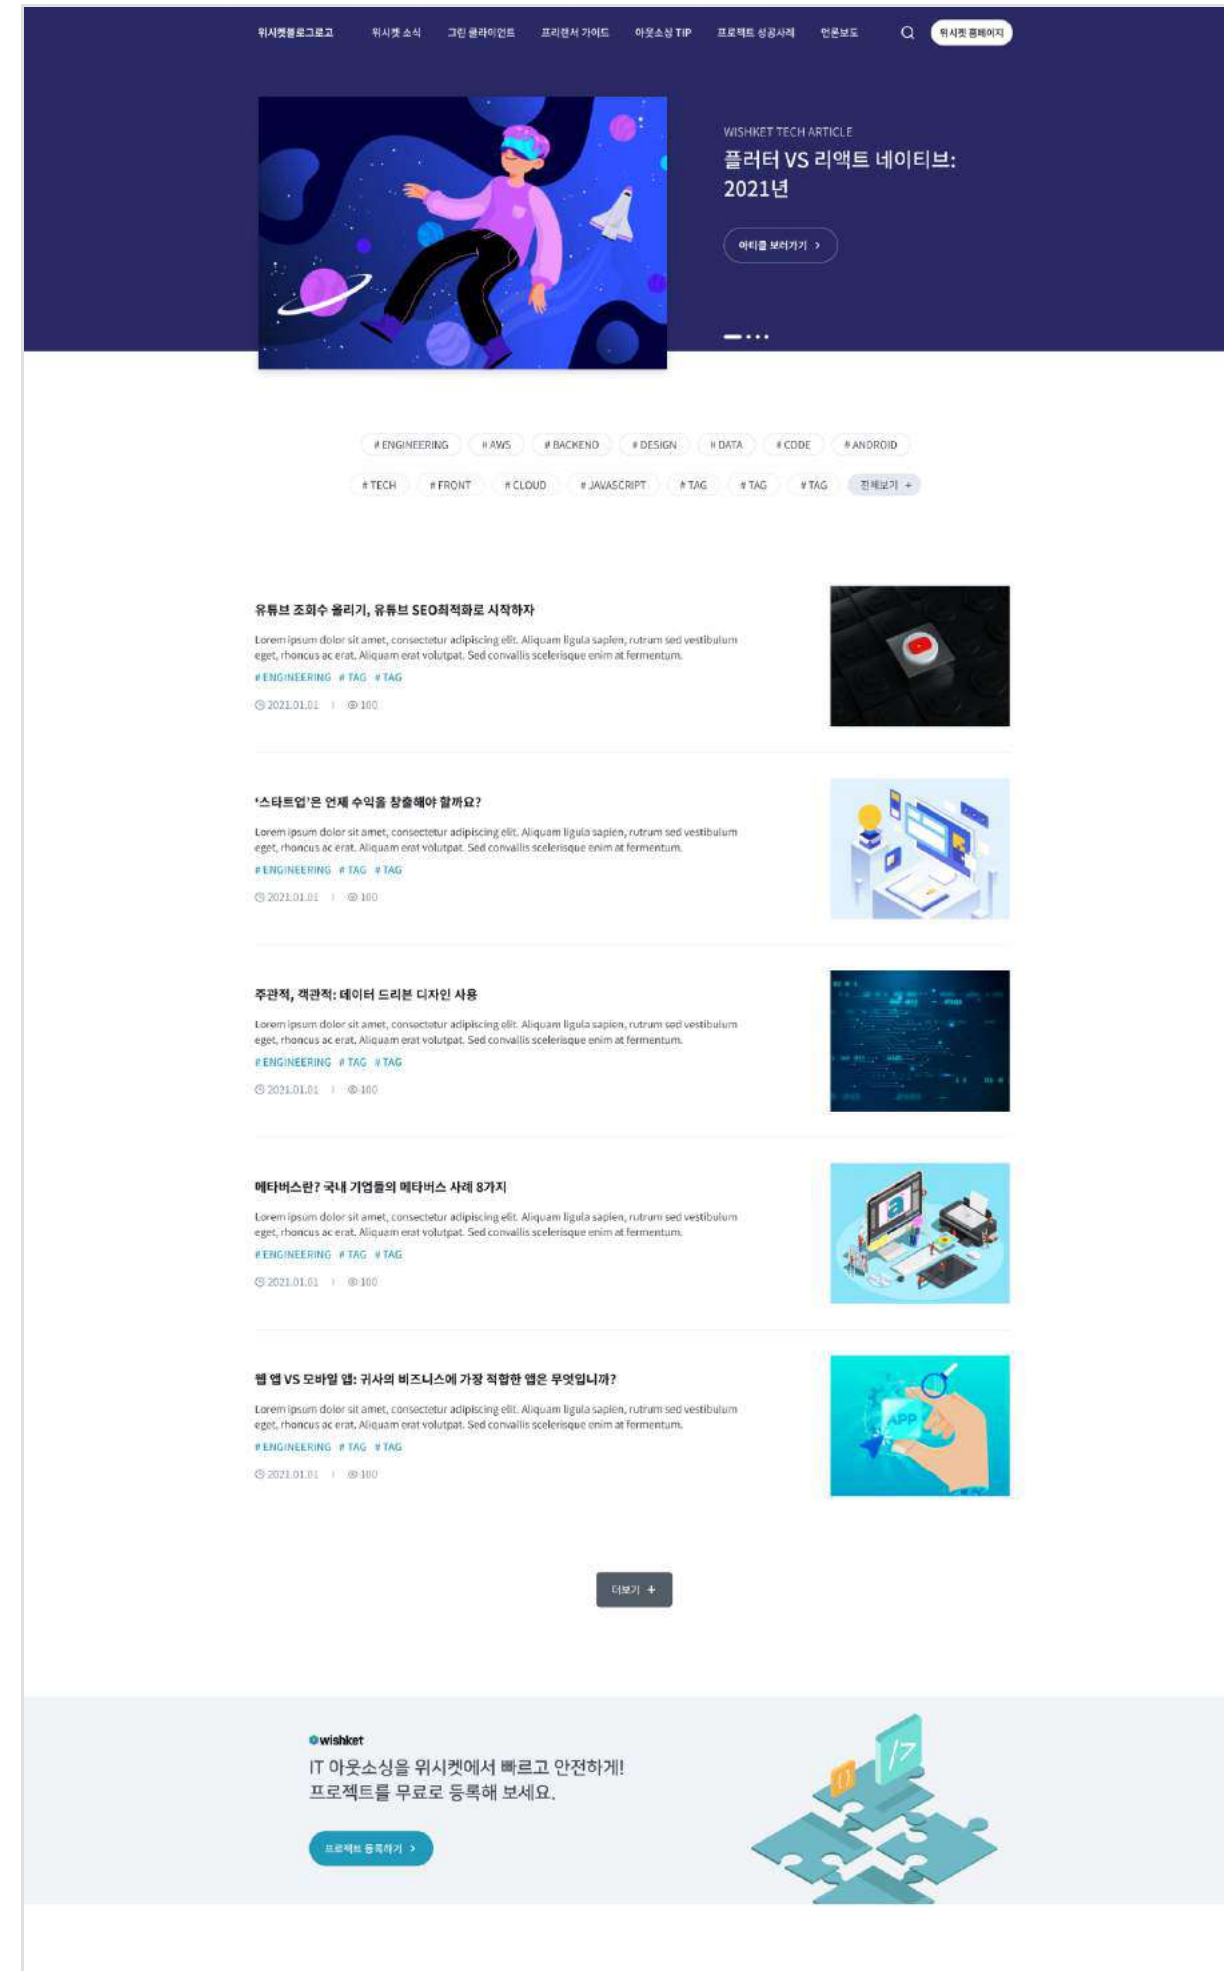 위시켓블로그로고 위시켓 소식 그린 클라이언트 프리랜서 가이드 아웃소싱 TIP 프로젝트 성공사례 언론보도 위시켓 홈페이지
WISHKET TECH ARTICLE
플러터 VS 리액트 네이티브:
2021년
아티클 보러가기 >
# ENGINEERING # AWS # BACKEND # DESIGN # DATA # CODE # ANDROID
# TECH # FRONT # CLOUD # JAVASCRIPT # TAG # TAG # TAG 전체보기 +
유튜브 조회수 올리기, 유튜브 SEO최적화로 시작하자
Lorem ipsum dolor sit amet, consectetur adipiscing elit. Aliquam ligula sapien, rutrum sed vestibulum
eget, rhoncus ac erat. Aliquam erat volutpat. Sed convallis scelerisque enim at fermentum.
# ENGINEERING # TAG # TAG
2021.01.01 | 100
‘스타트업’은 언제 수익을 창출해야 할까요?
Lorem ipsum dolor sit amet, consectetur adipiscing elit. Aliquam ligula sapien, rutrum sed vestibulum
eget, rhoncus ac erat. Aliquam erat volutpat. Sed convallis scelerisque enim at fermentum.
# ENGINEERING # TAG # TAG
2021.01.01 | 100
주관적, 객관적: 데이터 드리븐 디자인 사용
Lorem ipsum dolor sit amet, consectetur adipiscing elit. Aliquam ligula sapien, rutrum sed vestibulum
eget, rhoncus ac erat. Aliquam erat volutpat. Sed convallis scelerisque enim at fermentum.
# ENGINEERING # TAG # TAG
2021.01.01 | 100
메타버스란? 국내 기업들의 메타버스 사례 8가지
Lorem ipsum dolor sit amet, consectetur adipiscing elit. Aliquam ligula sapien, rutrum sed vestibulum
eget, rhoncus ac erat. Aliquam erat volutpat. Sed convallis scelerisque enim at fermentum.
# ENGINEERING # TAG # TAG
2021.01.01 | 100
웹 앱 VS 모바일 앱: 귀사의 비즈니스에 가장 적합한 앱은 무엇입니까?
Lorem ipsum dolor sit amet, consectetur adipiscing elit. Aliquam ligula sapien, rutrum sed vestibulum
eget, rhoncus ac erat. Aliquam erat volutpat. Sed convallis scelerisque enim at fermentum.
# ENGINEERING # TAG # TAG
2021.01.01 | 100
APP
더보기 +
wishket
IT 아웃소싱을 위시켓에서 빠르고 안전하게!
프로젝트를 무료로 등록해 보세요.
프로젝트 등록하기 >